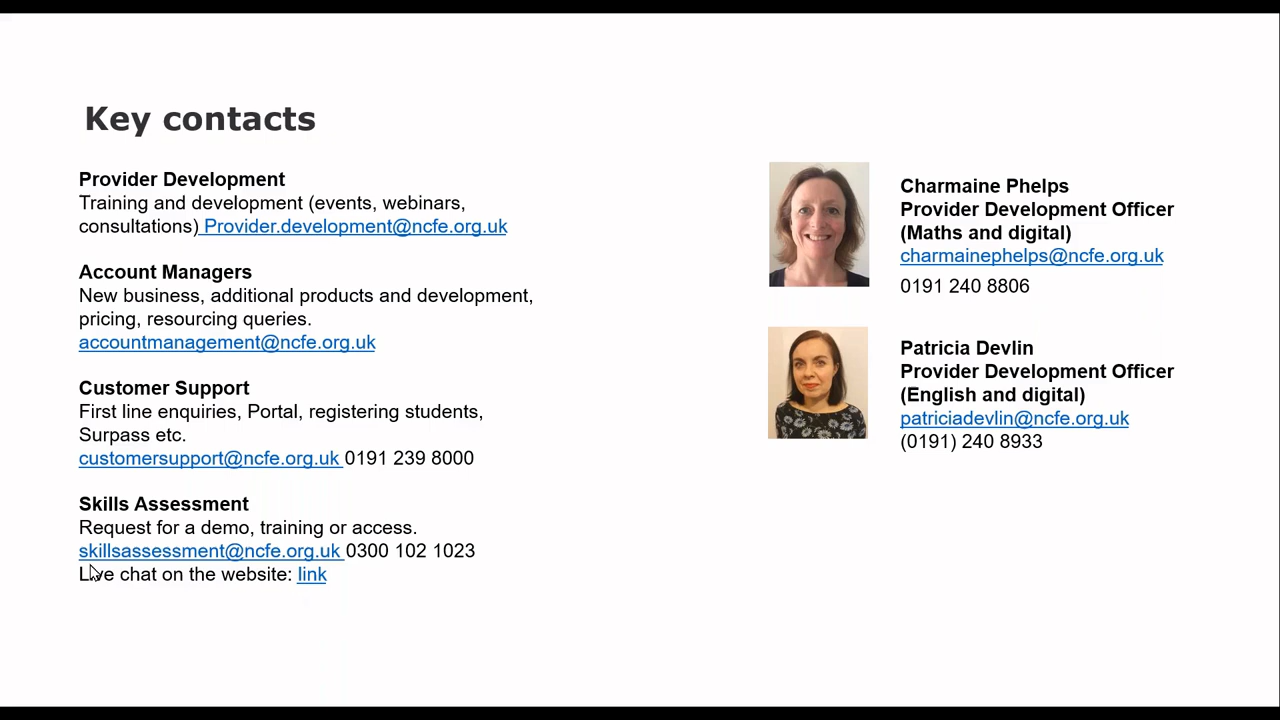 Key contacts
Provider Development
Training and development (events, webinars,
consultations) Provider.development@ncfe.org.uk
Account Managers
New business, additional products and development,
pricing, resourcing queries.
accountmanagement@ncfe.org.uk
Customer Support
First line enquiries, Portal, registering students,
Surpass etc.
customersupport@ncfe.org.uk 0191 239 8000
Skills Assessment
Request for a demo, training or access.
skillsassessment@ncfe.org.uk 0300 102 1023
Live chat on the website: link
Charmaine Phelps
Provider Development Officer
(Maths and digital)
charmainephelps@ncfe.org.uk
0191 240 8806
Patricia Devlin
Provider Development Officer
(English and digital)
patriciadevlin@ncfe.org.uk
(0191) 240 8933